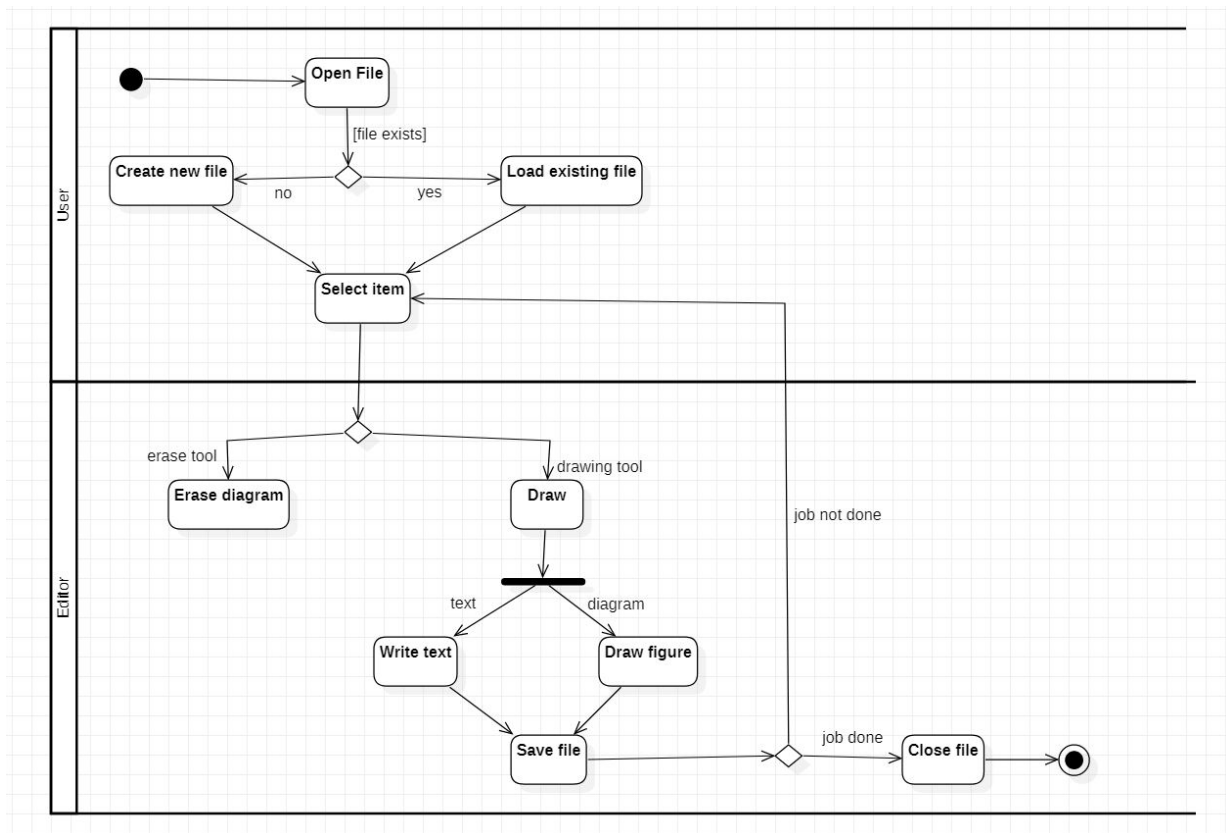 Open File
[file exists]
Create new file
no
yes
Load existing file
User
Select item
erase tool
drawing tool
Erase diagram
Draw
job not done
Editor
text
diagram
Write text
Draw figure
job done
Save file
Close file